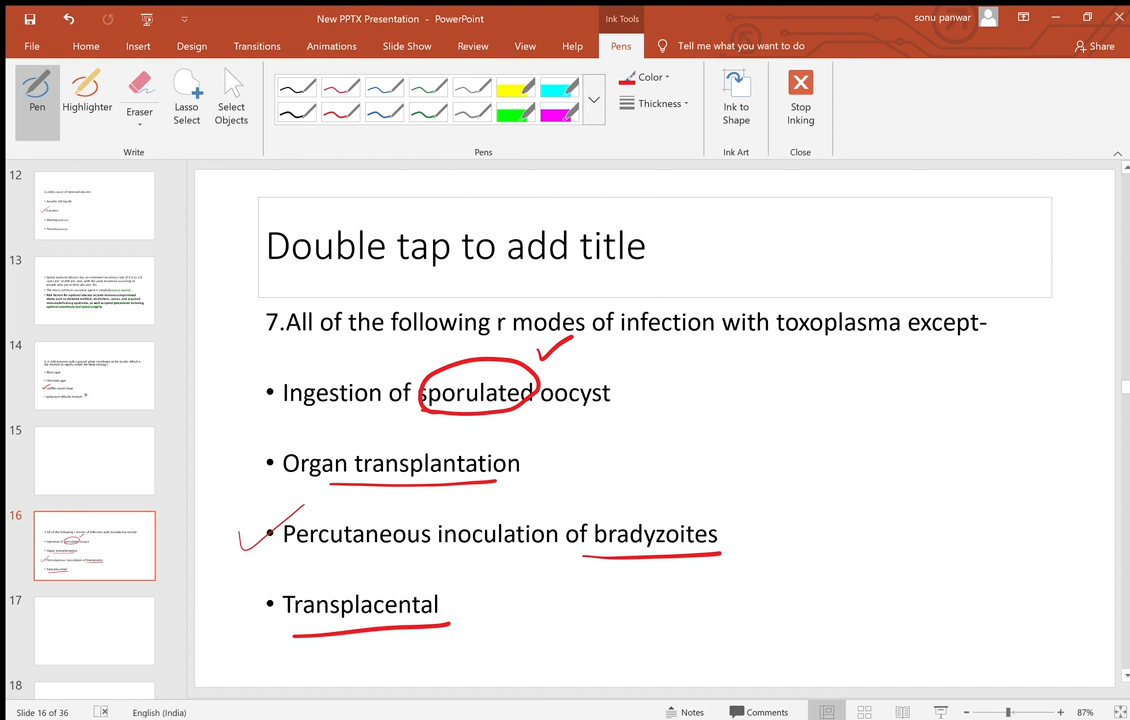 New PPTX Presentation - PowerPoint
Ink Tools
sonu panwar
File Home Insert Design Transitions Animations Slide Show Review View Help Pens Tell me what you want to do Share
Pen Highlighter Eraser Lasso Select Select Objects
Color
Thickness
Ink to Shape
Stop Inking
Write Pens Ink Art Close
12
13
14
15
16
17
18
Double tap to add title
7.All of the following r modes of infection with toxoplasma except-
• Ingestion of sporulated oocyst
• Organ transplantation
• Percutaneous inoculation of bradyzoites
• Transplacental
Slide 16 of 36 English (India) Notes Comments 87%